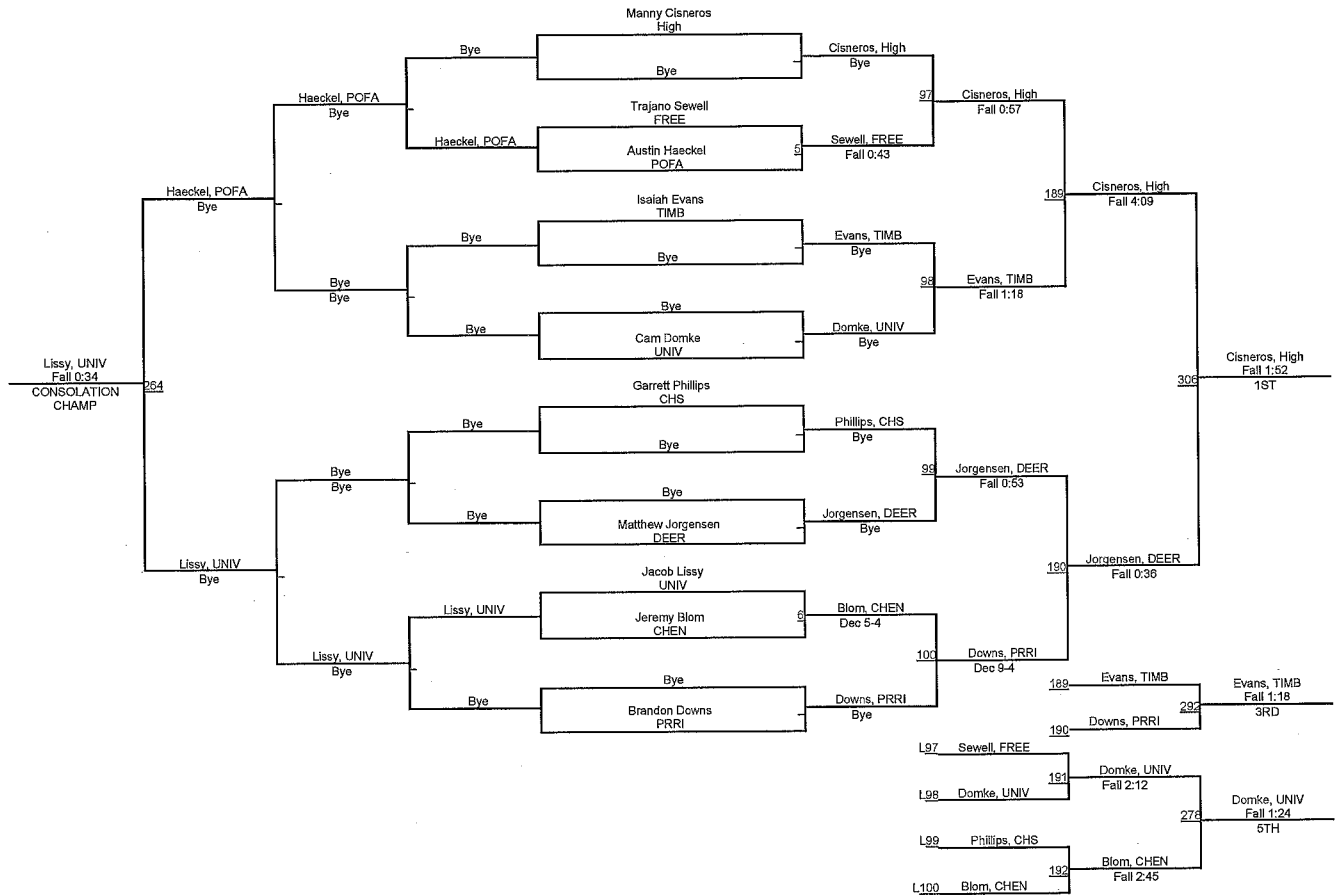 Manny Cisneros
High
Bye
Bye
Cisneros, High
Bye
Haeckel, POFA
Bye
97
Cisneros, High
Fall 0:57
Trajano Sewell
FREE
Haeckel, POFA
Austin Haeckel
POFA
5
Sewell, FREE
Fall 0:43
Haeckel, POFA
Bye
189
Cisneros, High
Fall 4:09
Isaiah Evans
TIMB
Bye
Bye
Evans, TIMB
Bye
Bye
Bye
98
Evans, TIMB
Fall 1:18
Bye
Bye
Cam Domke
UNIV
Domke, UNIV
Bye
Lissy, UNIV
Fall 0:34
CONSOLATION
CHAMP
264
306
Cisneros, High
Fall 1:52
1ST
Garrett Phillips
CHS
Bye
Bye
Phillips, CHS
Bye
Bye
Bye
99
Jorgensen, DEER
Fall 0:53
Bye
Bye
Matthew Jorgensen
DEER
Jorgensen, DEER
Bye
Lissy, UNIV
Bye
190
Jorgensen, DEER
Fall 0:36
Jacob Lissy
UNIV
Lissy, UNIV
Jeremy Blom
CHEN
6
Blom, CHEN
Dec 5-4
Lissy, UNIV
Bye
100
Downs, PRRI
Dec 9-4
Bye
Bye
Brandon Downs
PRRI
Downs, PRRI
Bye
189
Evans, TIMB
292
Evans, TIMB
Fall 1:18
3RD
190
Downs, PRRI
L97
Sewell, FREE
191
Domke, UNIV
Fall 2:12
L98
Domke, UNIV
278
Domke, UNIV
Fall 1:24
5TH
L99
Phillips, CHS
192
Blom, CHEN
Fall 2:45
L100
Blom, CHEN